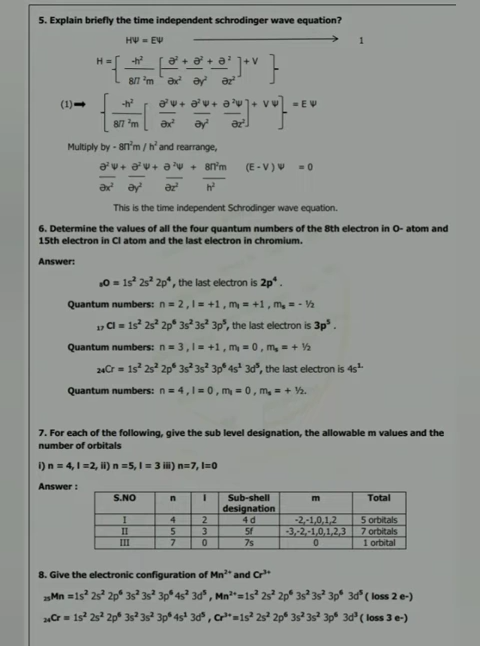 5. Explain briefly the time independent schrodinger wave equation?
HΨ = EΨ ⟶ 1
H = { -h²/8Π²m [ ∂²/∂x² + ∂²/∂y² + ∂²/∂z² ] + V }
(1)➡ { -h²/8Π²m [ ∂²Ψ/∂x² + ∂²Ψ/∂y² + ∂²Ψ/∂z² ] + VΨ } = EΨ
Multiply by - 8Π²m / h² and rearrange,
∂²Ψ/∂x² + ∂²Ψ/∂y² + ∂²Ψ/∂z² + 8Π²m/h² (E - V) Ψ = 0
This is the time independent Schrodinger wave equation.
6. Determine the values of all the four quantum numbers of the 8th electron in O- atom and
15th electron in Cl atom and the last electron in chromium.
Answer:
₈O = 1s² 2s² 2p⁴, the last electron is 2p⁴ .
Quantum numbers: n = 2 , l = +1 , mₗ = +1 , mₛ = - ½
₁₇ Cl = 1s² 2s² 2p⁶ 3s² 3s² 3p⁵, the last electron is 3p⁵ .
Quantum numbers: n = 3 , l = +1 , mₗ = 0 , mₛ = + ½
₂₄Cr = 1s² 2s² 2p⁶ 3s² 3s² 3p⁶ 4s¹ 3d⁵, the last electron is 4s¹·
Quantum numbers: n = 4 , l = 0 , mₗ = 0 , mₛ = + ½.
7. For each of the following, give the sub level designation, the allowable m values and the
number of orbitals
i) n = 4, l =2, ii) n =5, l = 3 iii) n=7, l=0
Answer :
S.NO n l Sub-shell designation m Total
I 4 2 4 d -2,-1,0,1,2 5 orbitals
II 5 3 5f -3,-2,-1,0,1,2,3 7 orbitals
III 7 0 7s 0 1 orbital
8. Give the electronic configuration of Mn²⁺ and Cr³⁺
₂₅Mn =1s² 2s² 2p⁶ 3s² 3s² 3p⁶ 4s² 3d⁵ , Mn²⁺=1s² 2s² 2p⁶ 3s² 3s² 3p⁶ 3d⁵ ( loss 2 e-)
₂₄Cr = 1s² 2s² 2p⁶ 3s² 3s² 3p⁶ 4s¹ 3d⁵ , Cr³⁺=1s² 2s² 2p⁶ 3s² 3s² 3p⁶ 3d³ ( loss 3 e-)